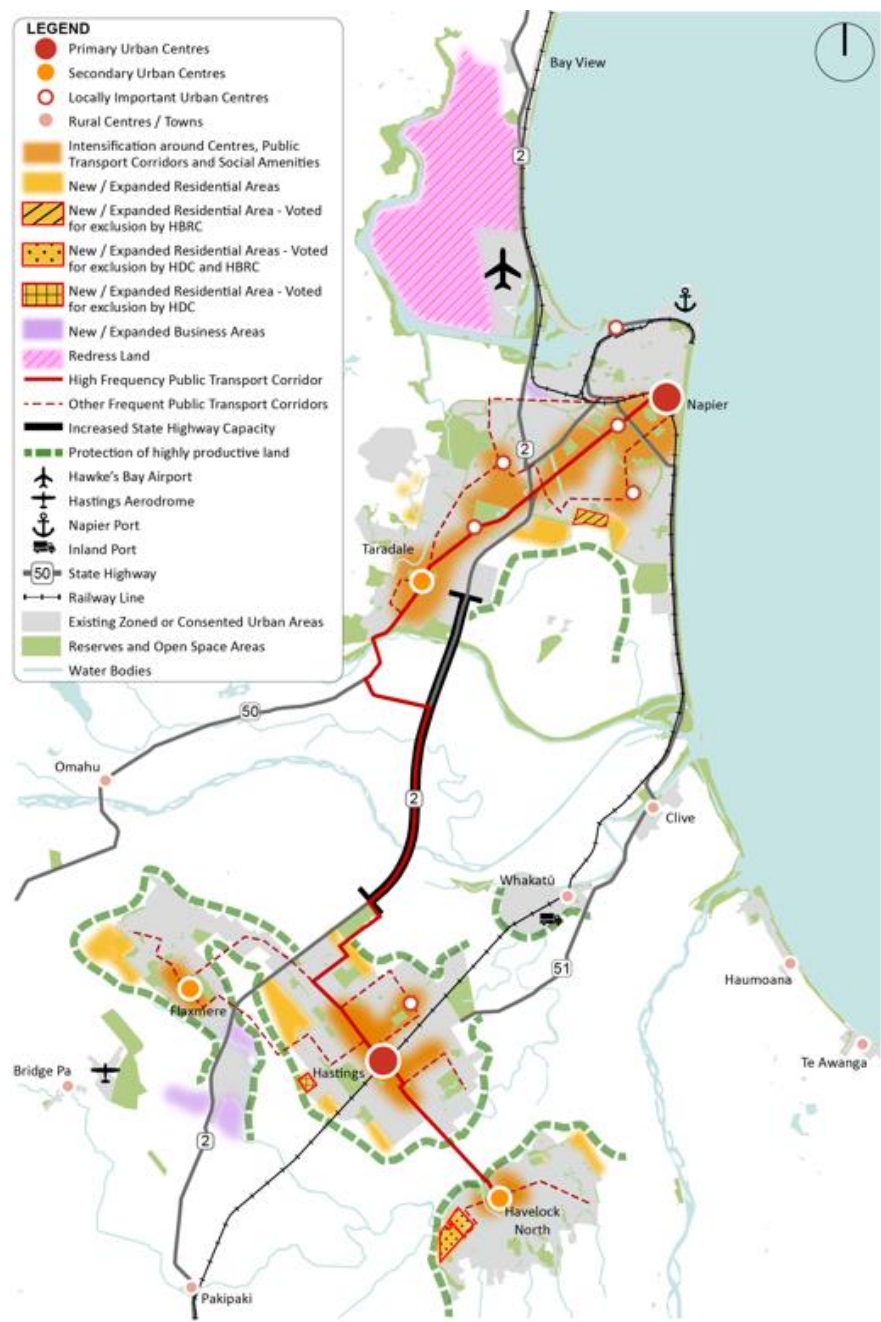 LEGEND
Primary Urban Centres
Secondary Urban Centres
Locally Important Urban Centres
Rural Centres / Towns
Intensification around Centres, Public
Transport Corridors and Social Amenities
New / Expanded Residential Areas
New / Expanded Residential Area - Voted
for exclusion by HBRC
New / Expanded Residential Areas - Voted
for exclusion by HDC and HBRC
New / Expanded Residential Area - Voted
for exclusion by HDC
New / Expanded Business Areas
Redress Land
High Frequency Public Transport Corridor
Other Frequent Public Transport Corridors
Increased State Highway Capacity
Protection of highly productive land
Hawke's Bay Airport
Hastings Aerodrome
Napier Port
Inland Port
50 State Highway
Railway Line
Existing Zoned or Consented Urban Areas
Reserves and Open Space Areas
Water Bodies
Bay View
2
Napier
2
Taradale
50
Omahu
2
Clive
Whakatū
51
Haumoana
Flaxmere
Te Awanga
Bridge Pa
Hastings
2
Havelock
North
Pakipaki